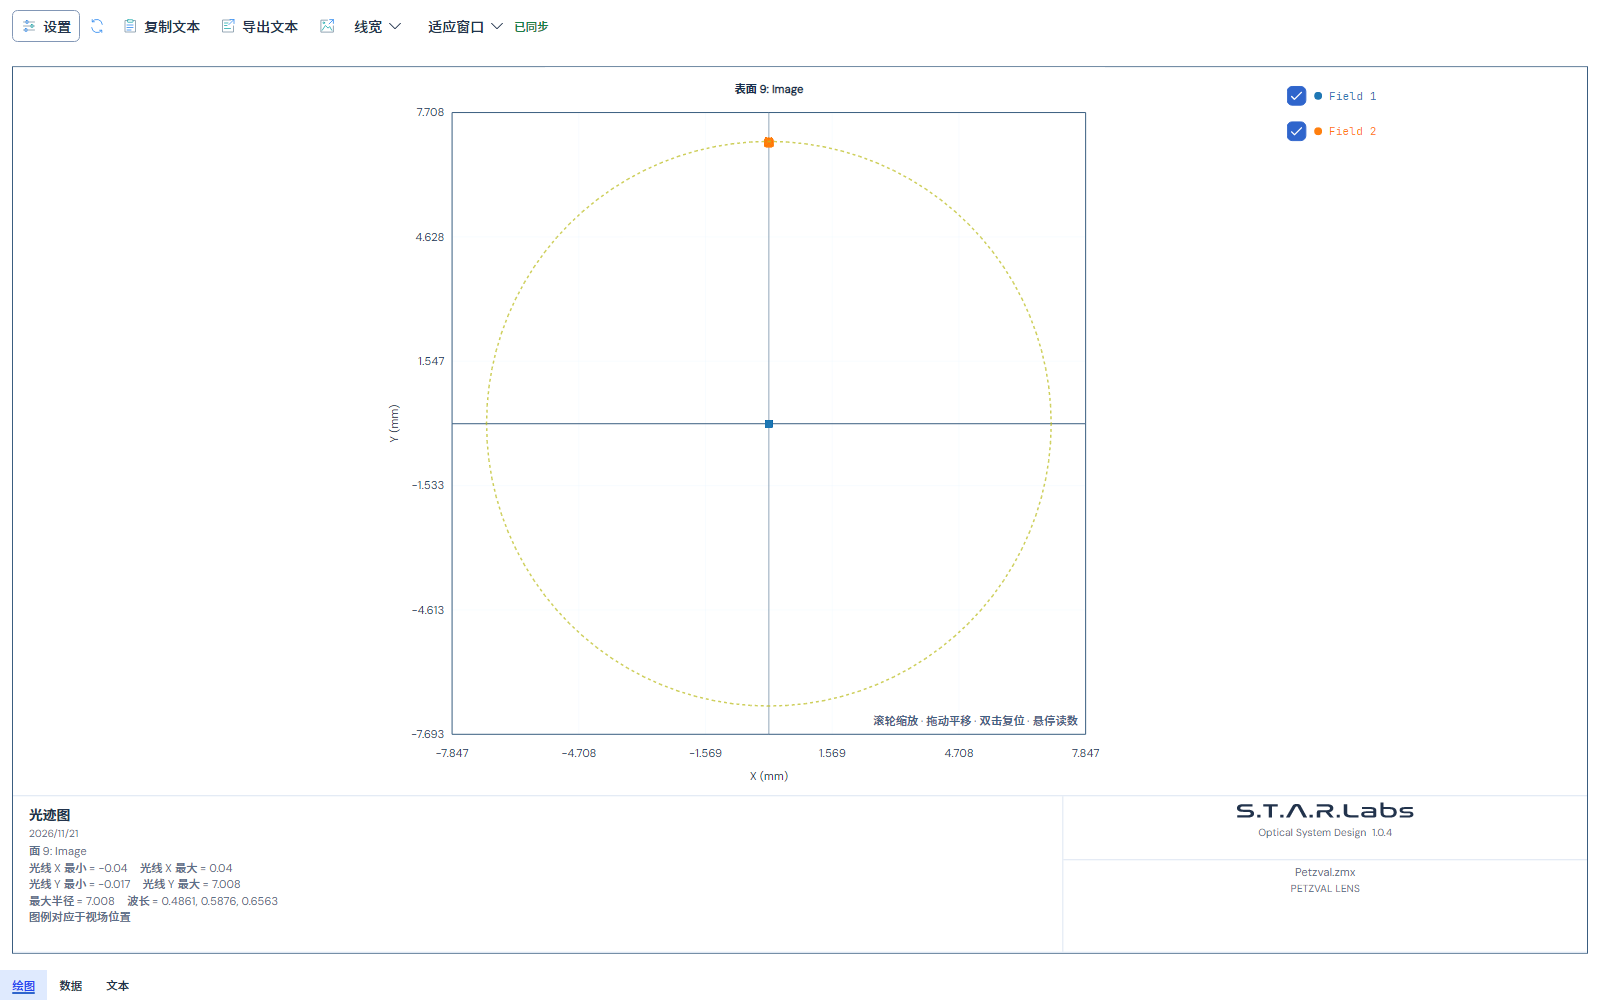 设置 复制文本 导出文本 线宽 适应窗口 已同步
表面 9: Image
Field 1
Field 2
7.708
4.628
1.547
-1.533
-4.613
-7.693
Y (mm)
滚轮缩放 · 拖动平移 · 双击复位 · 悬停读数
-7.847 -4.708 -1.569 1.569 4.708 7.847
X (mm)
光迹图
2026/11/21
面 9: Image
光线 X 最小 = -0.04 光线 X 最大 = 0.04
光线 Y 最小 = -0.017 光线 Y 最大 = 7.008
最大半径 = 7.008 波长 = 0.4861, 0.5876, 0.6563
图例对应于视场位置
S.T.A.R.Labs
Optical System Design 1.0.4
Petzval.zmx
PETZVAL LENS
绘图 数据 文本